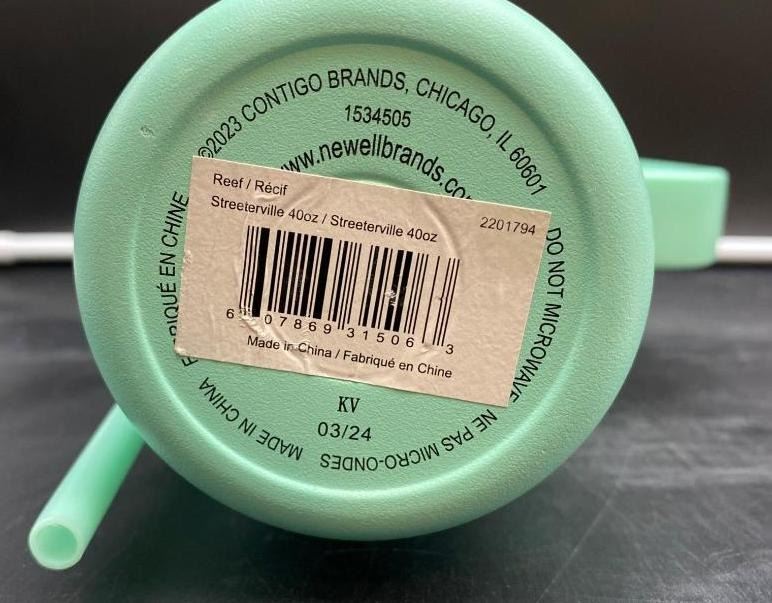 ©2023 CONTIGO BRANDS, CHICAGO, IL 60601
1534505
www.newellbrands.co
Reef / Récif
Streeterville 40oz / Streeterville 40oz
2201794
07869 31506 3
Made in China / Fabriqué en Chine
KV
03/24
DO NOT MICROWAVE
NE PAS MICRO-ONDES
MADE IN CHINA
FABRIQUÉ EN CHINE